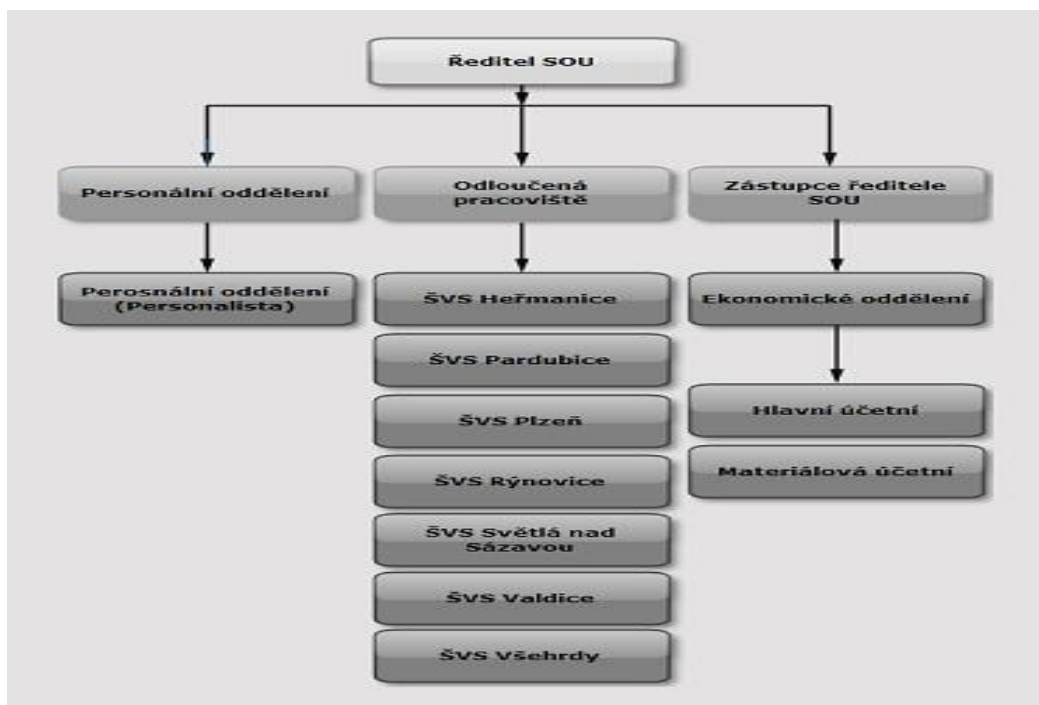 Ředitel SOU
Personální oddělení
Odloučená
pracoviště
Zástupce ředitele
SOU
Perosnální oddělení
(Personalista)
ŠVS Heřmanice
Ekonomické oddělení
ŠVS Pardubice
Hlavní účetní
ŠVS Plzeň
Materiálová účetní
ŠVS Rýnovice
ŠVS Světlá nad
Sázavou
ŠVS Valdice
ŠVS Všehrdy